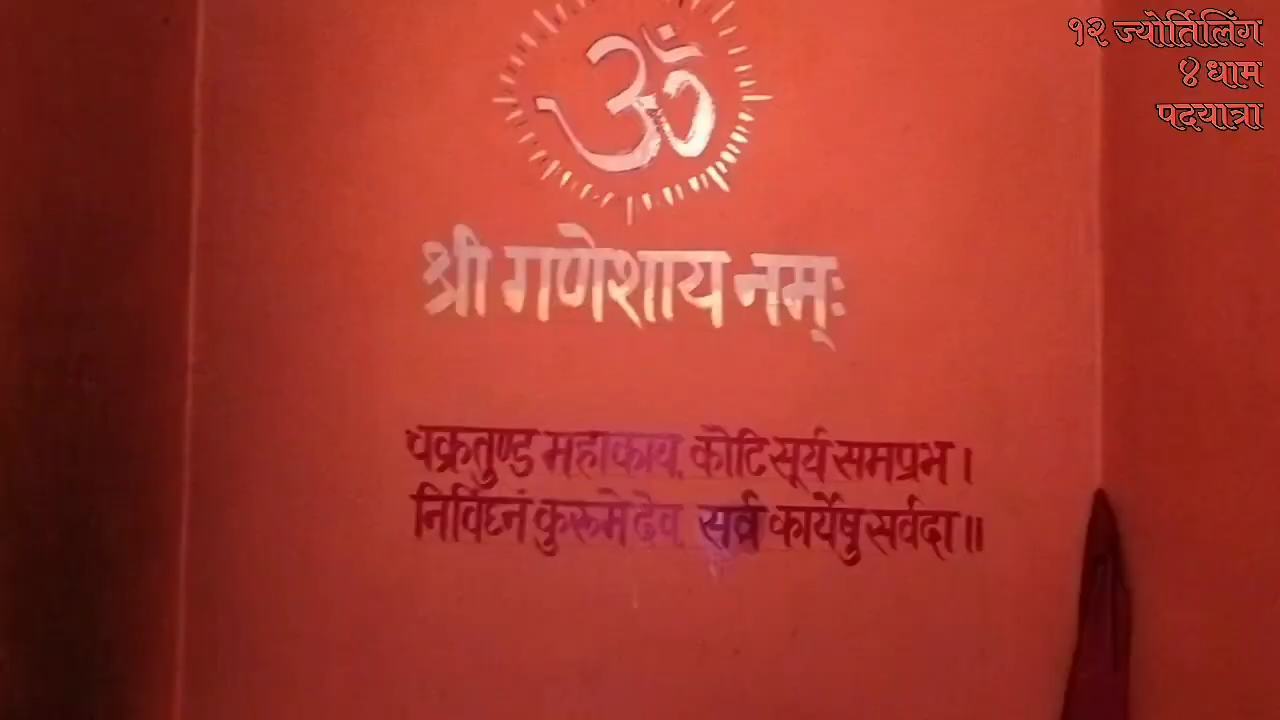 १२ ज्योर्तिलिंग
४ धाम
पदयात्रा
ॐ
श्री गणेशाय नम्ः
वक्रतुण्ड महाकाय, कोटि सूर्य समप्रभ।
निर्विघ्नं कुरूमे देव, सर्व कार्येषु सर्वदा॥